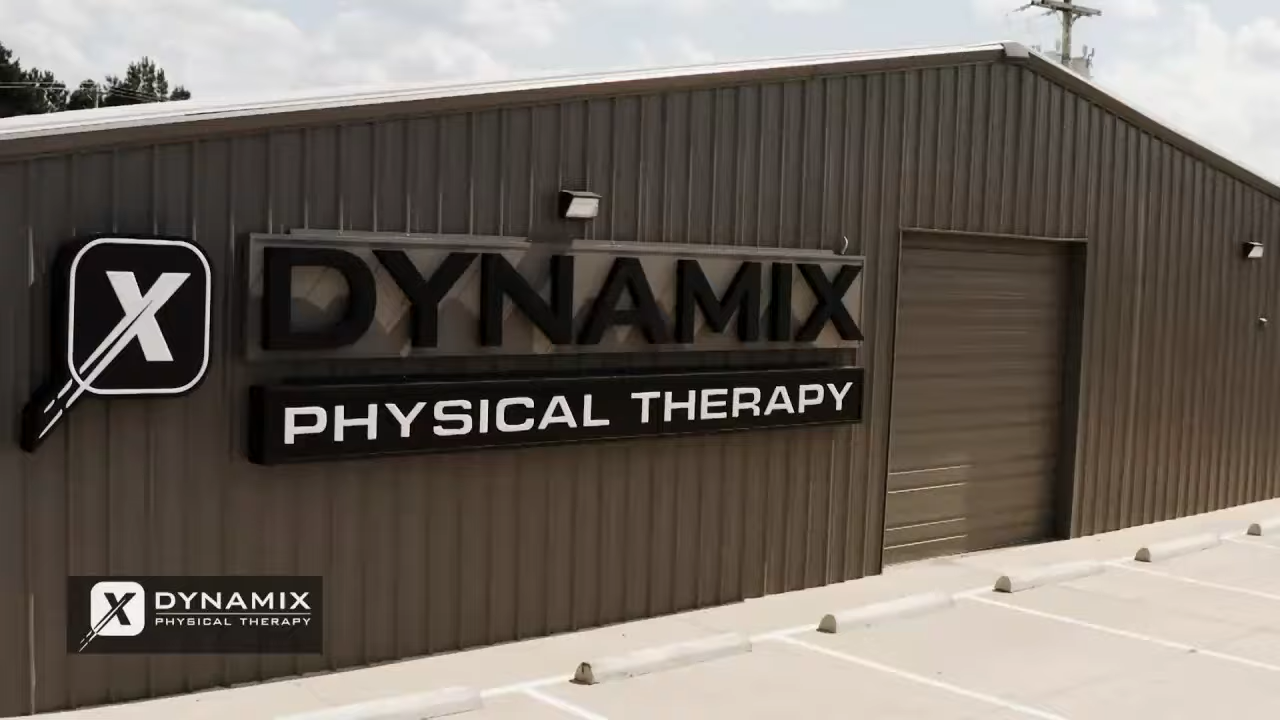 X
DYNAMIX
PHYSICAL THERAPY
X
DYNAMIX
PHYSICAL THERAPY